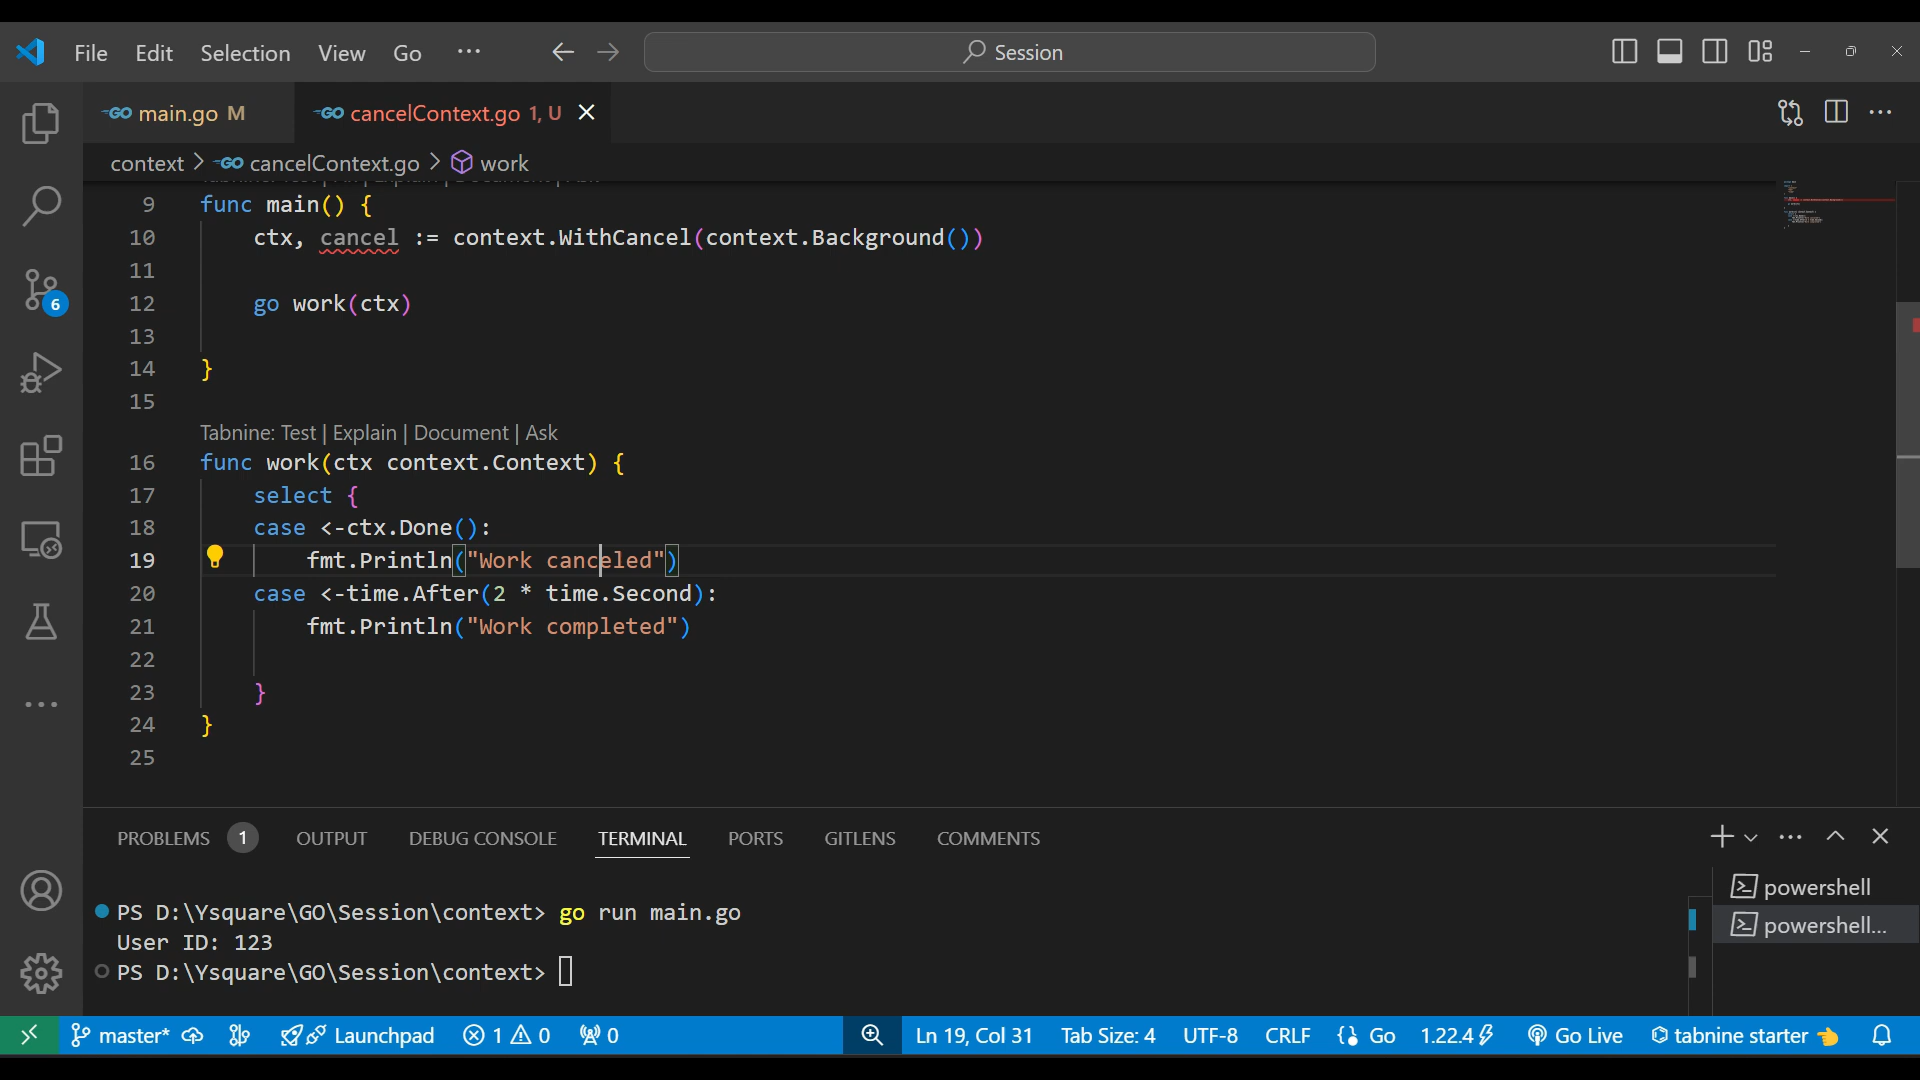 File Edit Selection View Go ···
Session
main.go M
cancelContext.go 1, U
context > cancelContext.go > work
9 func main() {
10 ctx, cancel := context.WithCancel(context.Background())
11
12 go work(ctx)
13
14 }
15
Tabnine: Test | Explain | Document | Ask
16 func work(ctx context.Context) {
17 select {
18 case <-ctx.Done():
19 fmt.Println("Work canceled")
20 case <-time.After(2 * time.Second):
21 fmt.Println("Work completed")
22
23 }
24 }
25
6
PROBLEMS 1 OUTPUT DEBUG CONSOLE TERMINAL PORTS GITLENS COMMENTS
PS D:\Ysquare\GO\Session\context> go run main.go
User ID: 123
PS D:\Ysquare\GO\Session\context>
powershell
powershell...
master* Launchpad 1 0 0 Ln 19, Col 31 Tab Size: 4 UTF-8 CRLF {} Go 1.22.4 Go Live tabnine starter